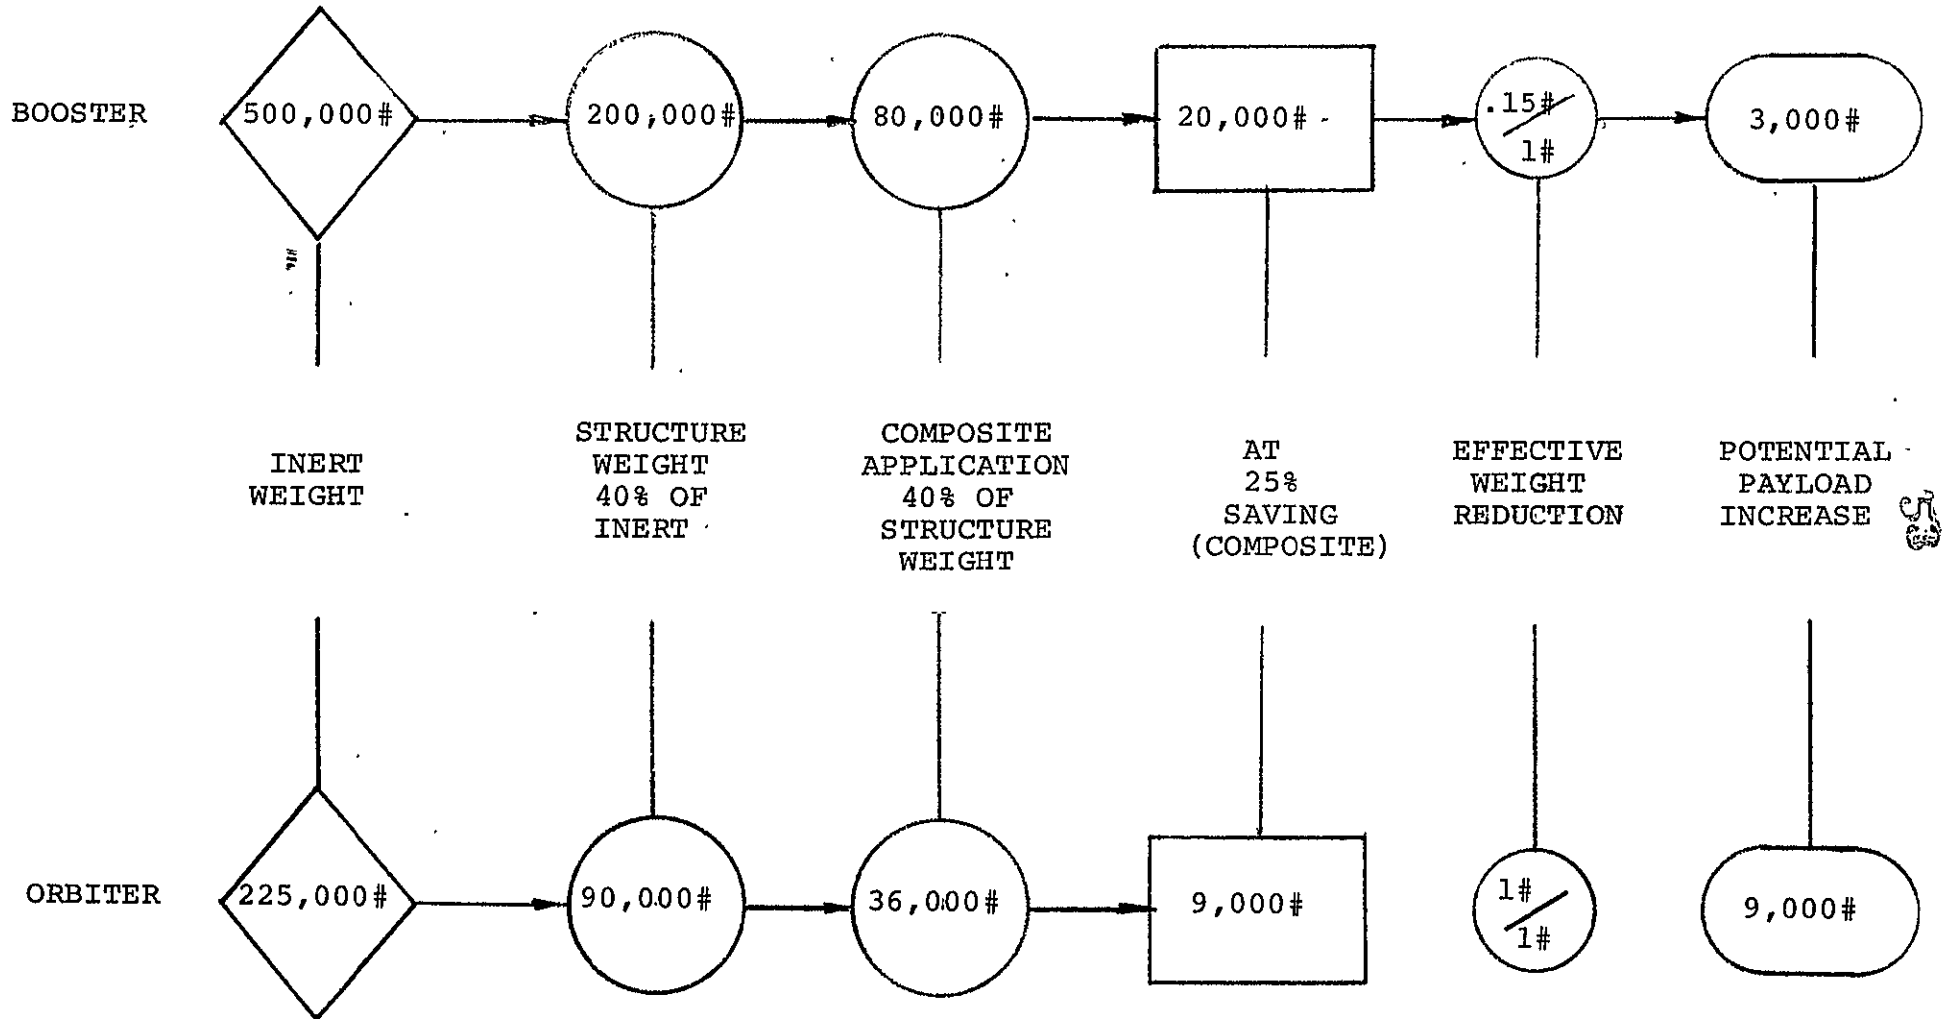 BOOSTER
500,000#
200,000#
80,000#
20,000#
.15#/1#
3,000#
INERT
WEIGHT
STRUCTURE
WEIGHT
40% OF
INERT
COMPOSITE
APPLICATION
40% OF
STRUCTURE
WEIGHT
AT
25%
SAVING
(COMPOSITE)
EFFECTIVE
WEIGHT
REDUCTION
POTENTIAL
PAYLOAD
INCREASE
ORBITER
225,000#
90,000#
36,000#
9,000#
1#/1#
9,000#